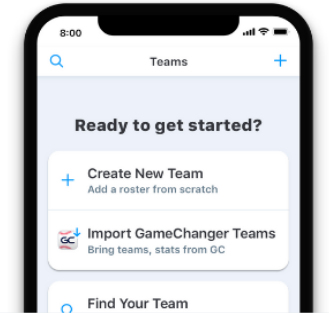 8:00
Teams
Ready to get started?
Create New Team
Add a roster from scratch
GC
Import GameChanger Teams
Bring teams, stats from GC
Find Your Team